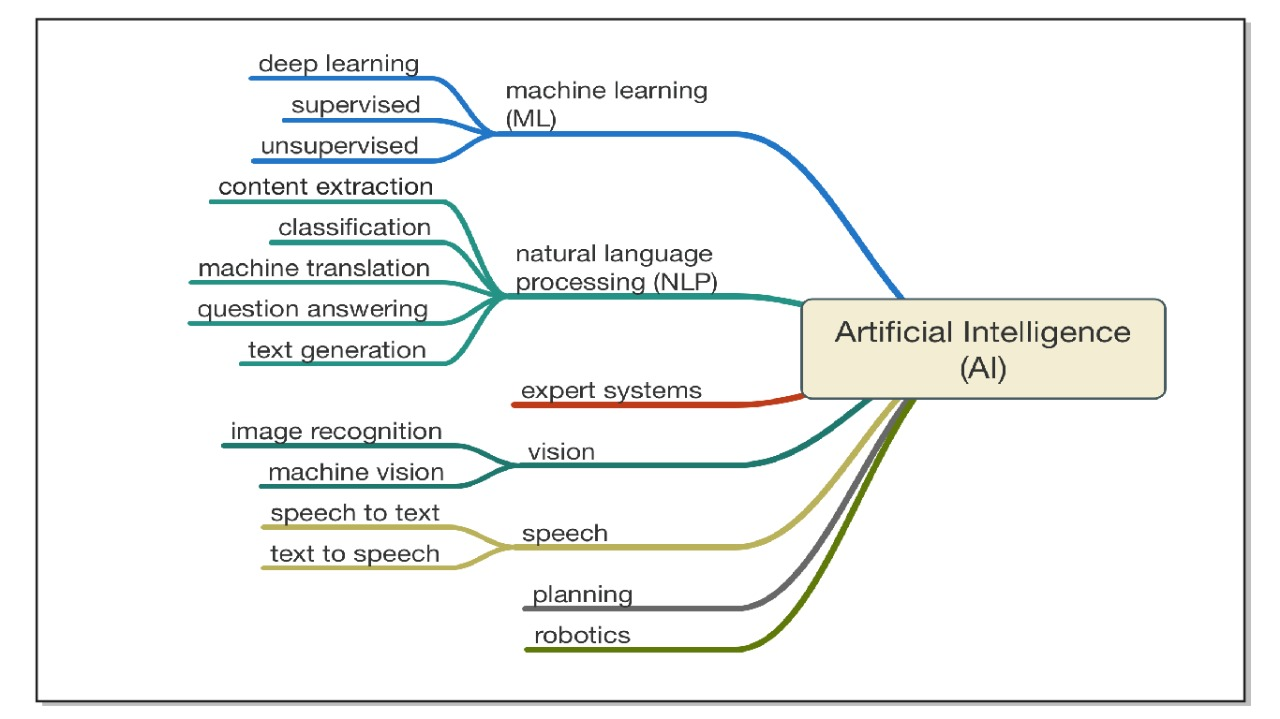 deep learning
supervised
unsupervised
machine learning
(ML)
content extraction
classification
machine translation
question answering
text generation
natural language
processing (NLP)
expert systems
image recognition
machine vision
vision
speech to text
text to speech
speech
planning
robotics
Artificial Intelligence
(AI)